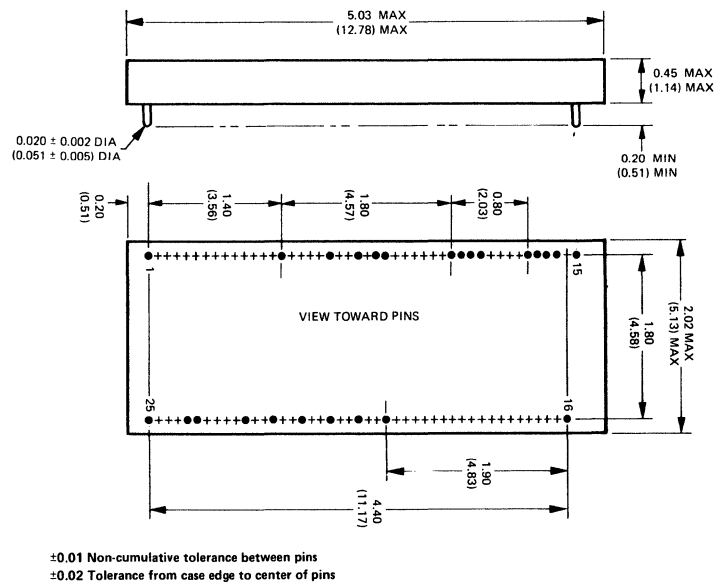 5.03 MAX
(12.78) MAX
0.45 MAX
(1.14) MAX
0.020 ± 0.002 DIA
(0.051 ± 0.005) DIA
0.20 MIN
(0.51) MIN
0.20
(0.51)
1.40
(3.56)
1.80
(4.57)
0.80
(2.03)
1
15
VIEW TOWARD PINS
2.02 MAX
(5.13) MAX
1.80
(4.58)
25
16
1.90
(4.83)
4.40
(11.17)
±0.01 Non-cumulative tolerance between pins
±0.02 Tolerance from case edge to center of pins